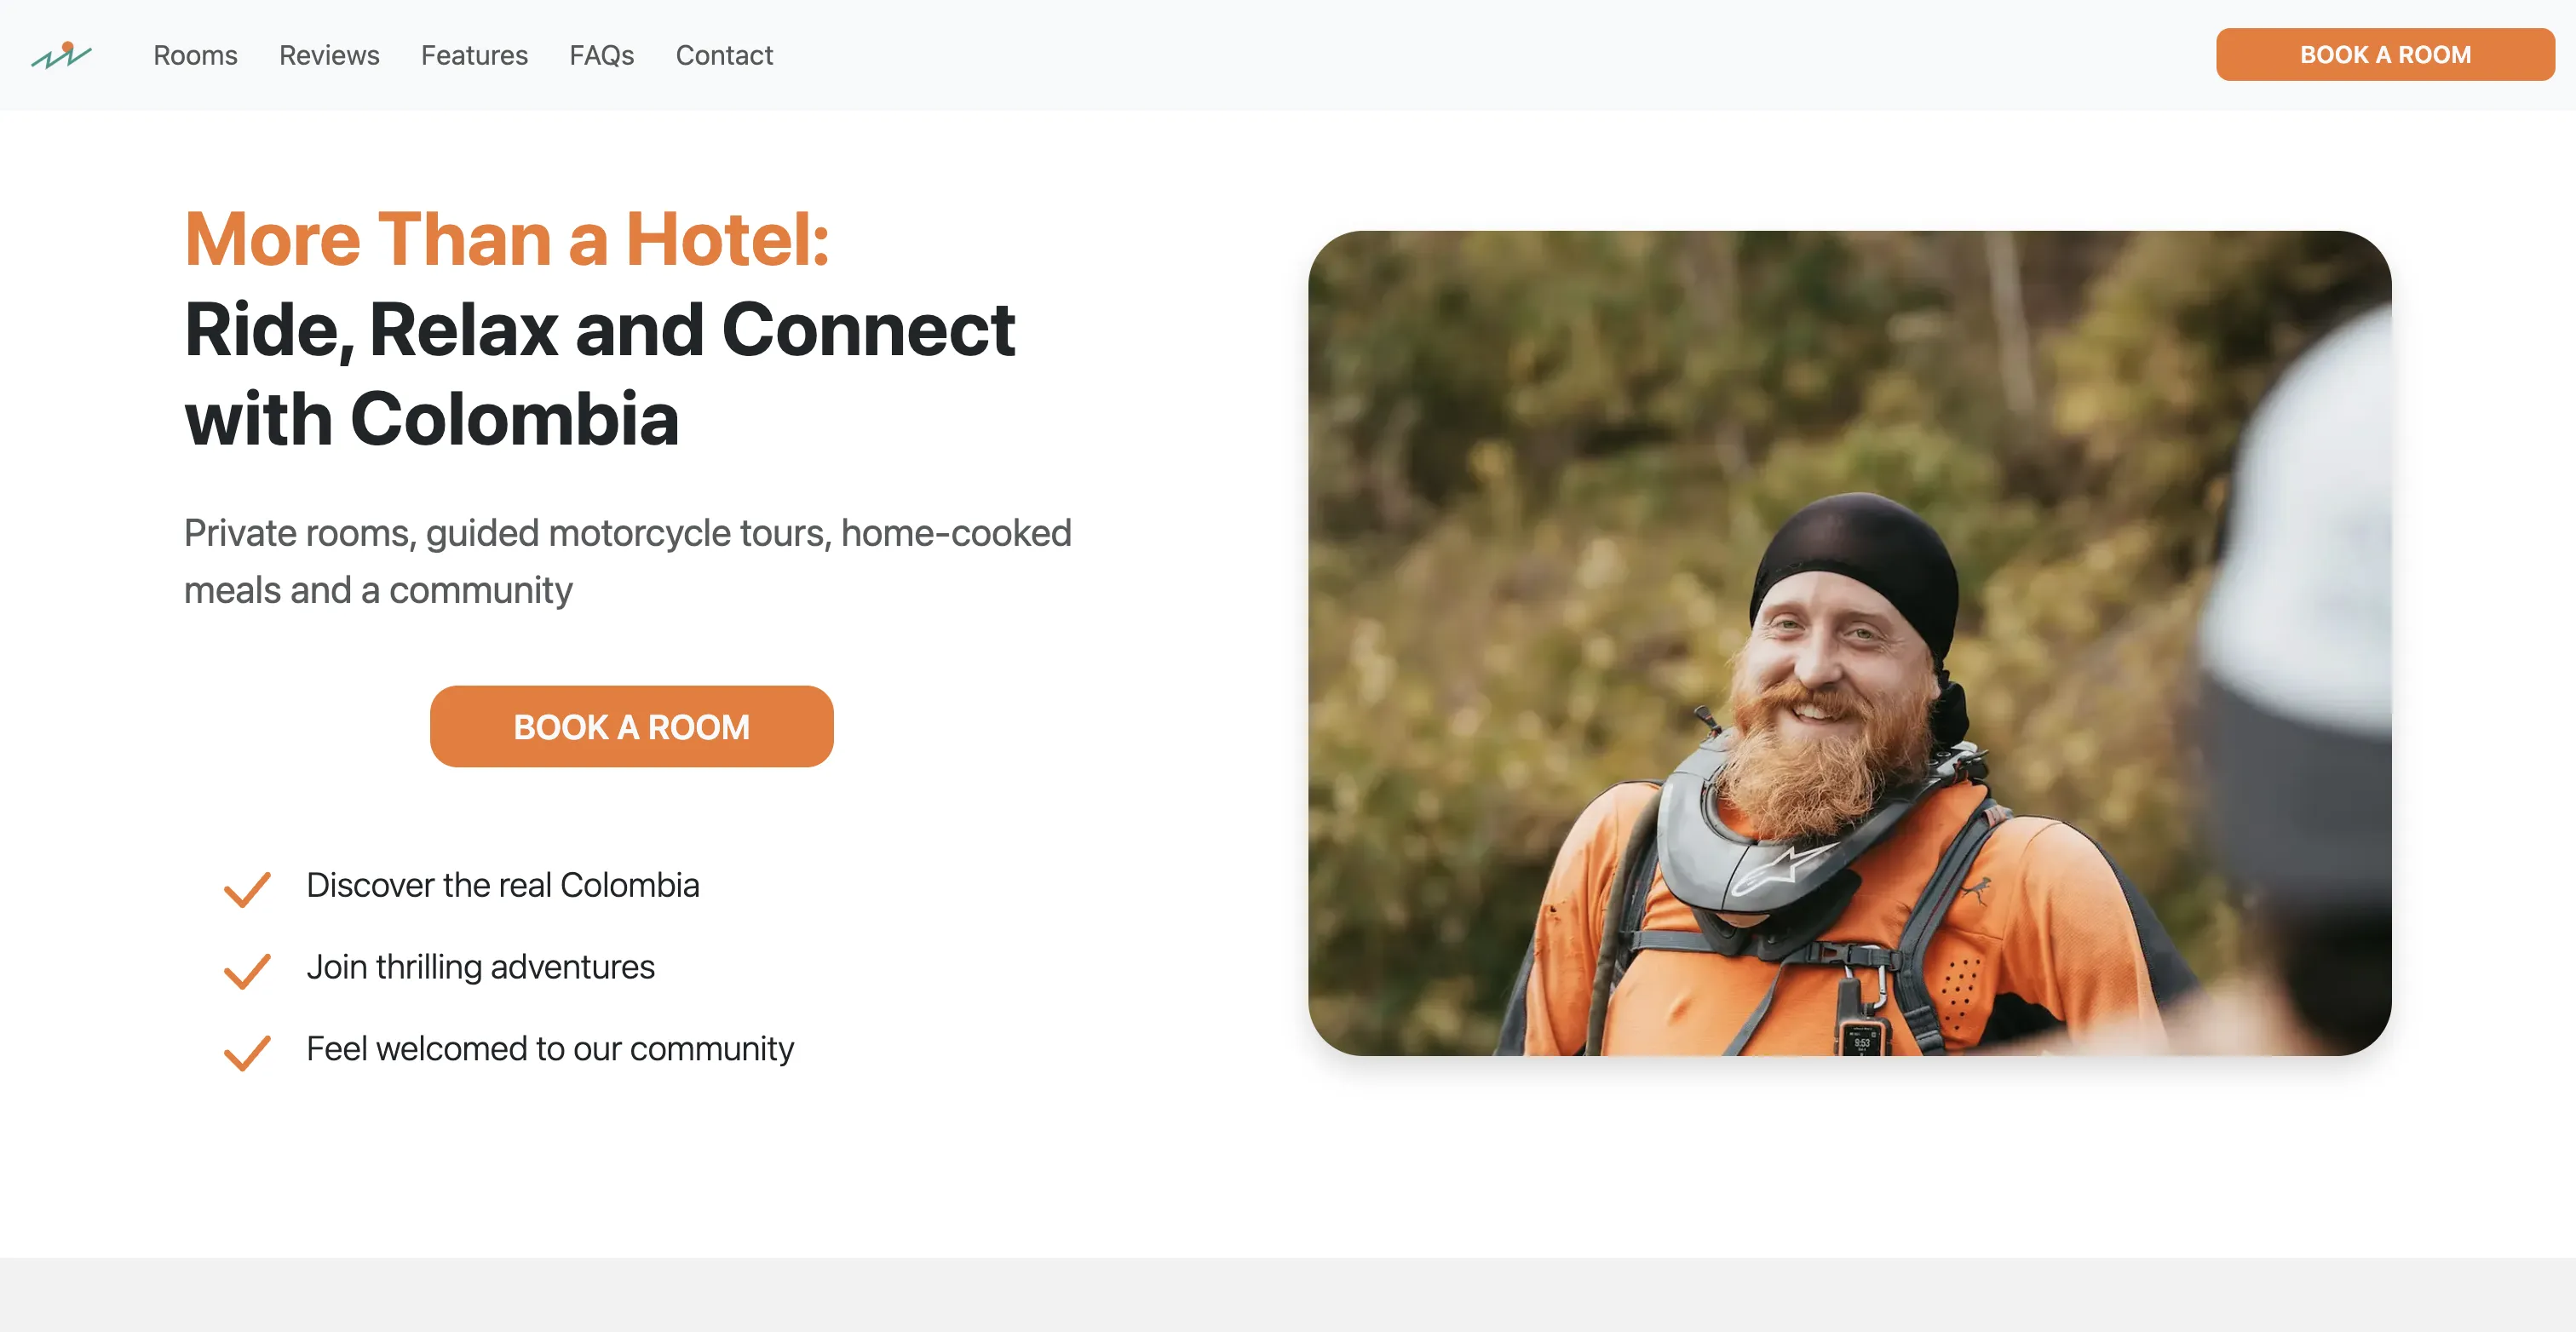 Rooms Reviews Features FAQs Contact BOOK A ROOM
More Than a Hotel:
Ride, Relax and Connect
with Colombia
Private rooms, guided motorcycle tours, home-cooked
meals and a community
BOOK A ROOM
Discover the real Colombia
Join thrilling adventures
Feel welcomed to our community
9:53